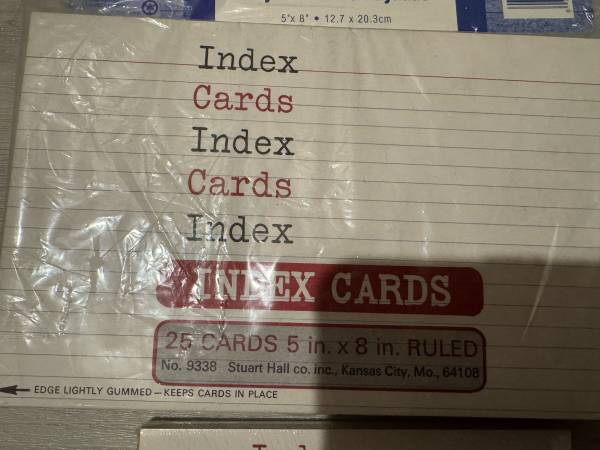 5"x 8" • 12.7 x 20.3cm
Index
Cards
Index
Cards
Index
INDEX CARDS
25 CARDS 5 in. x 8 in. RULED
No. 9338 Stuart Hall co. inc., Kansas City, Mo., 64108
EDGE LIGHTLY GUMMED — KEEPS CARDS IN PLACE